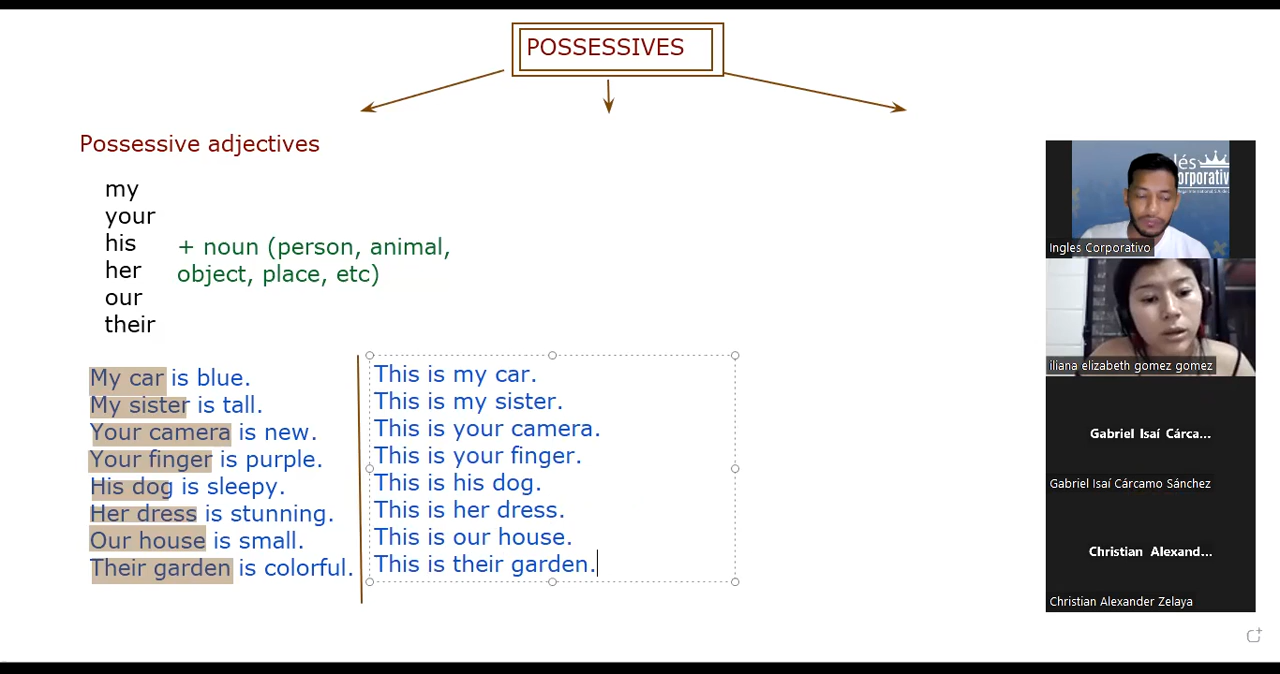 POSSESSIVES
Possessive adjectives
my
your
his
her
our
their
+ noun (person, animal,
object, place, etc)
My car is blue.
My sister is tall.
Your camera is new.
Your finger is purple.
His dog is sleepy.
Her dress is stunning.
Our house is small.
Their garden is colorful.
This is my car.
This is my sister.
This is your camera.
This is your finger.
This is his dog.
This is her dress.
This is our house.
This is their garden.
Ingles Corporativo
iliana elizabeth gomez gomez
Gabriel Isaí Cárca...
Gabriel Isaí Cárcamo Sánchez
Christian Alexand...
Christian Alexander Zelaya